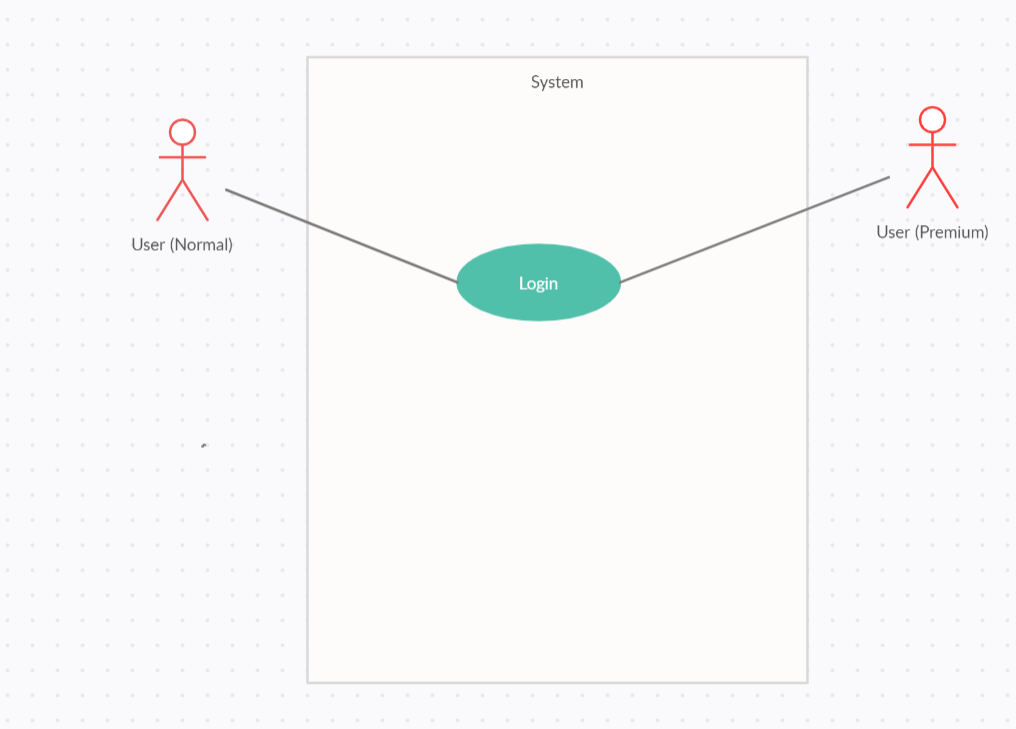 System
User (Normal)
User (Premium)
Login